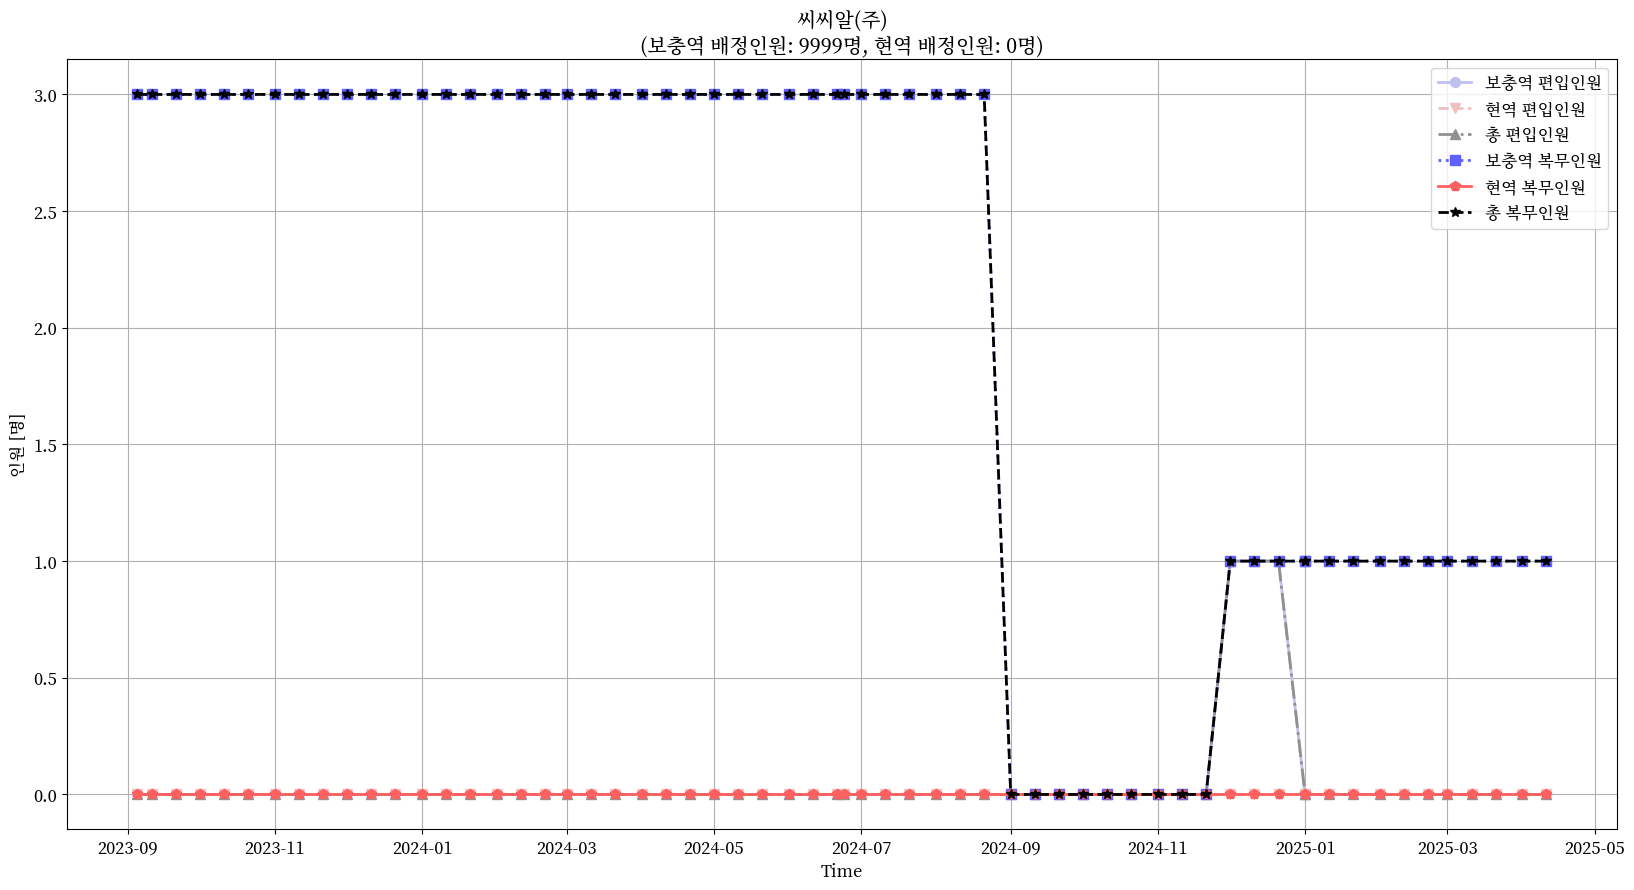 씨씨알(주)
(보충역 배정인원: 9999명, 현역 배정인원: 0명)
보충역 편입인원
현역 편입인원
총 편입인원
보충역 복무인원
현역 복무인원
총 복무인원
인원 [명]
3.0
2.5
2.0
1.5
1.0
0.5
0.0
2023-09 2023-11 2024-01 2024-03 2024-05 2024-07 2024-09 2024-11 2025-01 2025-03 2025-05
Time